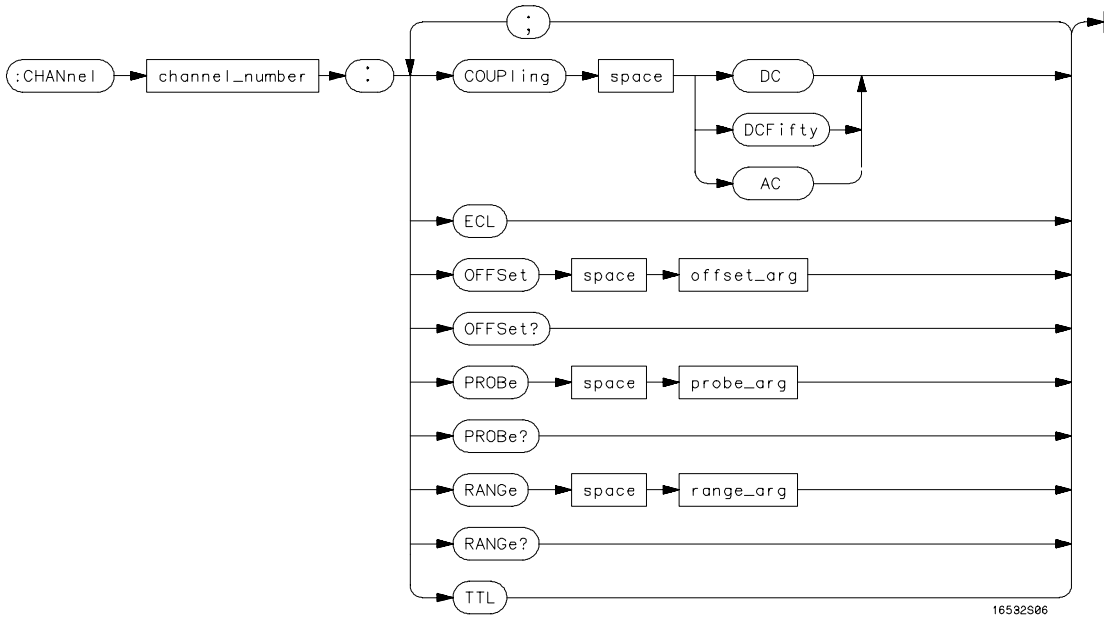 ;
:CHANnel channel_number : COUPling space DC
DCFifty
AC
ECL
OFFSet space offset_arg
OFFSet?
PROBe space probe_arg
PROBe?
RANGe space range_arg
RANGe?
TTL
16532S06